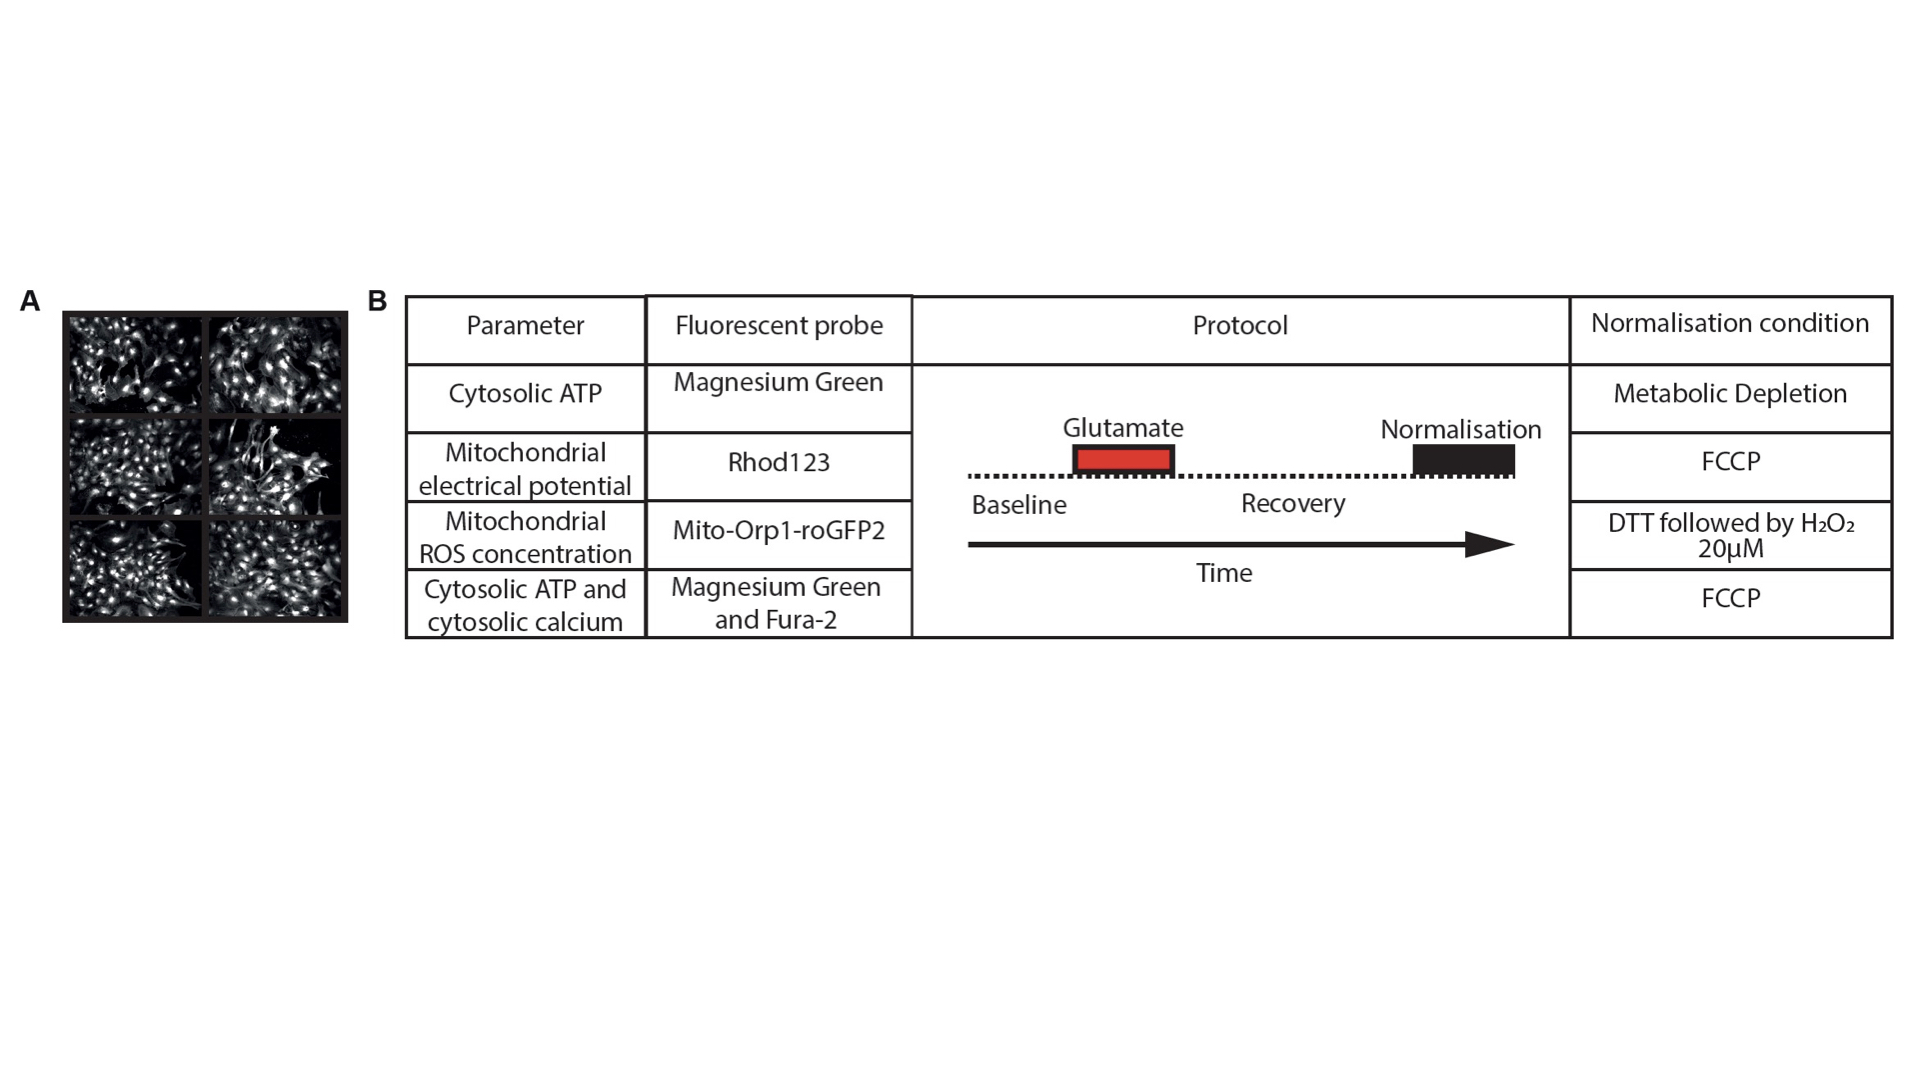 A
B
Parameter
Fluorescent probe
Protocol
Normalisation condition
Cytosolic ATP
Magnesium Green
Metabolic Depletion
Mitochondrial
electrical potential
Rhod123
FCCP
Mitochondrial
ROS concentration
Mito-Orp1-roGFP2
DTT followed by H₂O₂
20µM
Cytosolic ATP and
cytosolic calcium
Magnesium Green
and Fura-2
FCCP
Glutamate
Normalisation
Baseline
Recovery
Time